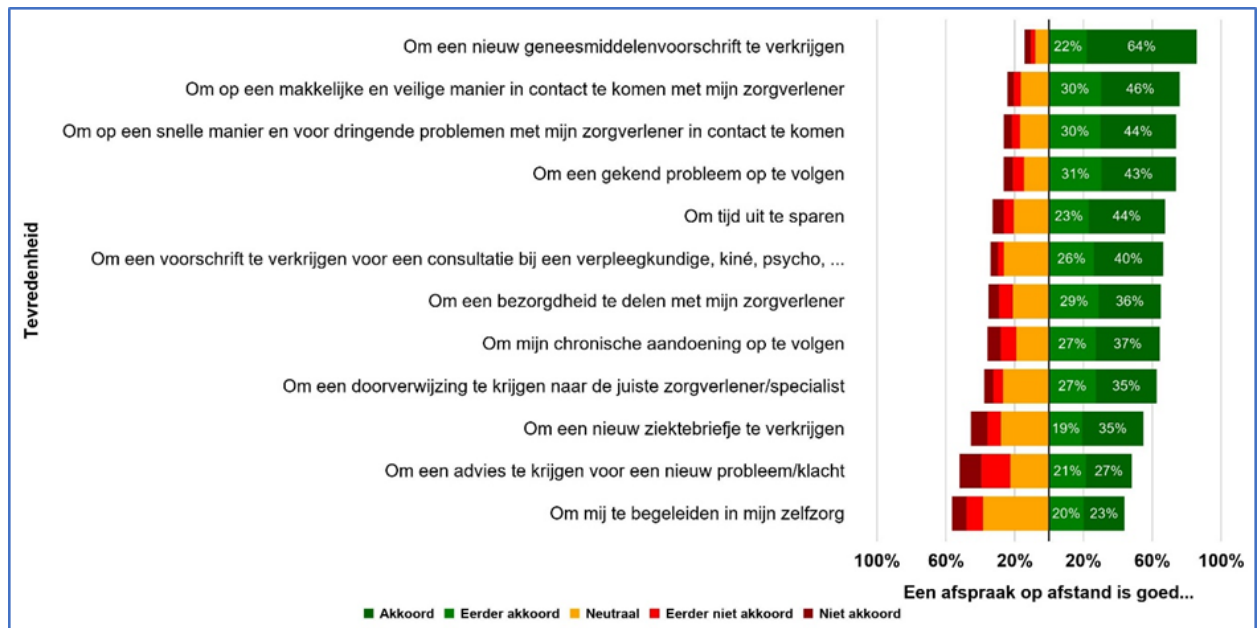 Tevredenheid
Om een nieuw geneesmiddelenvoorschrift te verkrijgen 22% 64%
Om op een makkelijke en veilige manier in contact te komen met mijn zorgverlener 30% 46%
Om op een snelle manier en voor dringende problemen met mijn zorgverlener in contact te komen 30% 44%
Om een gekend probleem op te volgen 31% 43%
Om tijd uit te sparen 23% 44%
Om een voorschrift te verkrijgen voor een consultatie bij een verpleegkundige, kiné, psycho, ... 26% 40%
Om een bezorgdheid te delen met mijn zorgverlener 29% 36%
Om mijn chronische aandoening op te volgen 27% 37%
Om een doorverwijzing te krijgen naar de juiste zorgverlener/specialist 27% 35%
Om een nieuw ziektebriefje te verkrijgen 19% 35%
Om een advies te krijgen voor een nieuw probleem/klacht 21% 27%
Om mij te begeleiden in mijn zelfzorg 20% 23%
100% 60% 20% 20% 60% 100%
Een afspraak op afstand is goed...
Akkoord Eerder akkoord Neutraal Eerder niet akkoord Niet akkoord